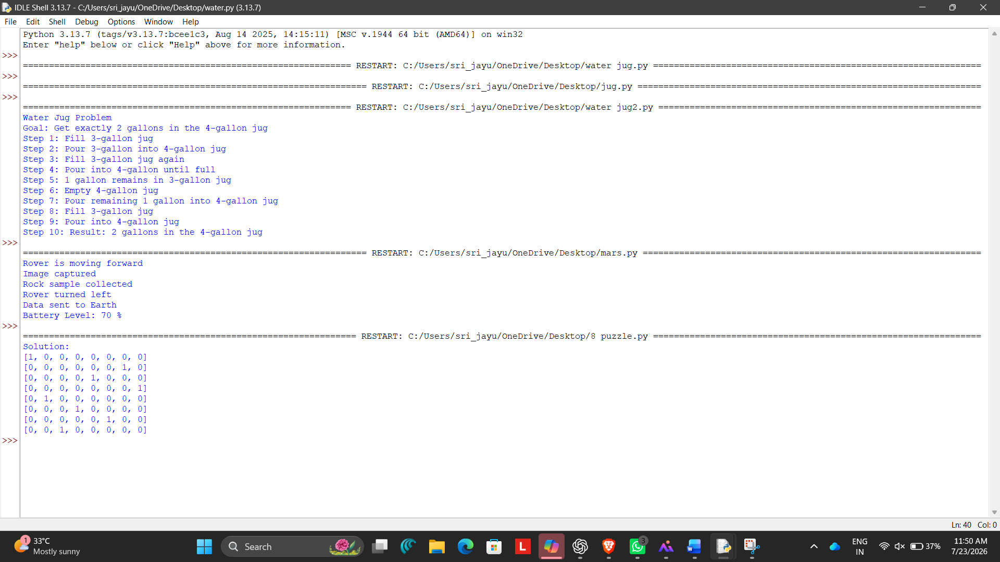 IDLE Shell 3.13.7 - C:/Users/sri_jayu/OneDrive/Desktop/water.py (3.13.7)
File Edit Shell Debug Options Window Help
Python 3.13.7 (tags/v3.13.7:bcee1c3, Aug 14 2025, 14:15:11) [MSC v.1944 64 bit (AMD64)] on win32
Enter "help" below or click "Help" above for more information.
>>>
=============================================================== RESTART: C:/Users/sri_jayu/OneDrive/Desktop/water jug.py ===============================================================
>>>
================================================================== RESTART: C:/Users/sri_jayu/OneDrive/Desktop/jug.py ==================================================================
>>>
=============================================================== RESTART: C:/Users/sri_jayu/OneDrive/Desktop/water jug2.py ==============================================================
Water Jug Problem
Goal: Get exactly 2 gallons in the 4-gallon jug
Step 1: Fill 3-gallon jug
Step 2: Pour 3-gallon into 4-gallon jug
Step 3: Fill 3-gallon jug again
Step 4: Pour into 4-gallon until full
Step 5: 1 gallon remains in 3-gallon jug
Step 6: Empty 4-gallon jug
Step 7: Pour remaining 1 gallon into 4-gallon jug
Step 8: Fill 3-gallon jug
Step 9: Pour into 4-gallon jug
Step 10: Result: 2 gallons in the 4-gallon jug
>>>
================================================================== RESTART: C:/Users/sri_jayu/OneDrive/Desktop/mars.py =================================================================
Rover is moving forward
Image captured
Rock sample collected
Rover turned left
Data sent to Earth
Battery Level: 70 %
>>>
================================================================ RESTART: C:/Users/sri_jayu/OneDrive/Desktop/8 puzzle.py ===============================================================
Solution:
[1, 0, 0, 0, 0, 0, 0, 0]
[0, 0, 0, 0, 0, 0, 1, 0]
[0, 0, 0, 0, 1, 0, 0, 0]
[0, 0, 0, 0, 0, 0, 0, 1]
[0, 1, 0, 0, 0, 0, 0, 0]
[0, 0, 0, 1, 0, 0, 0, 0]
[0, 0, 0, 0, 0, 1, 0, 0]
[0, 0, 1, 0, 0, 0, 0, 0]
>>>
Ln: 40 Col: 0
1
33°C
Mostly sunny
Search
L
3
W
ENG
IN
37%
11:50 AM
7/23/2026